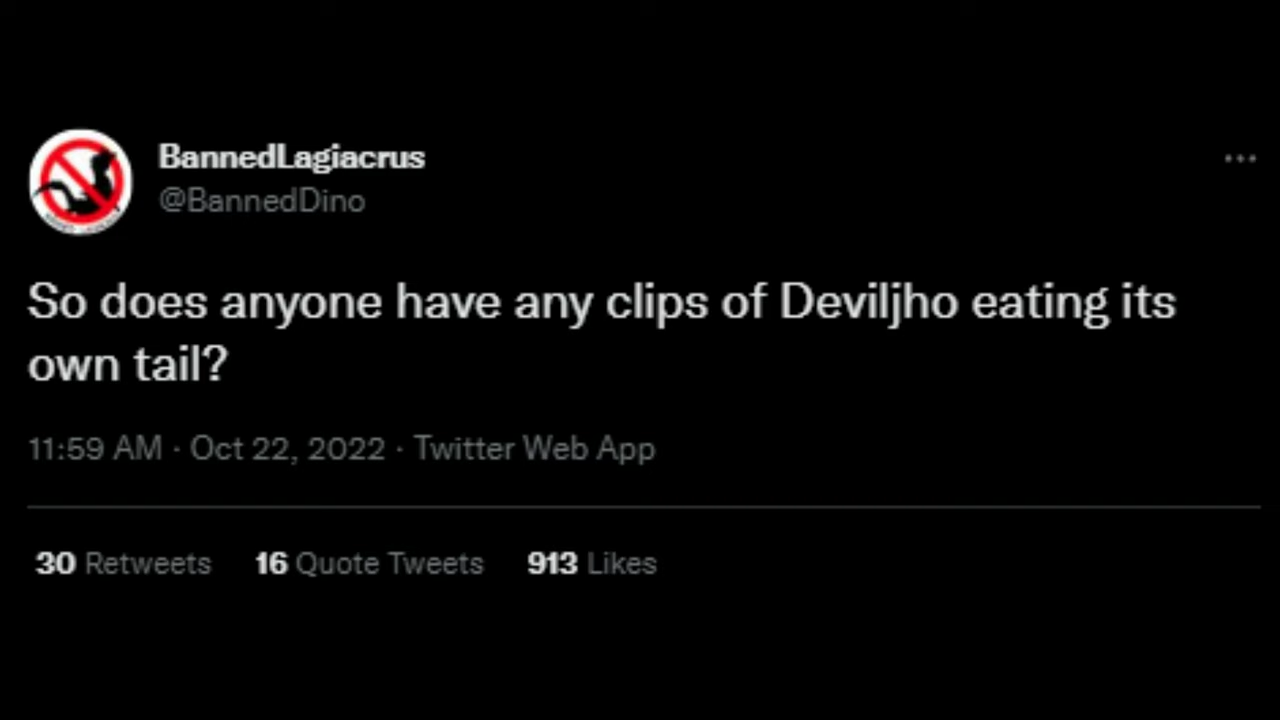 BannedLagiacrus
@BannedDino
So does anyone have any clips of Deviljho eating its
own tail?
11:59 AM · Oct 22, 2022 · Twitter Web App
30 Retweets 16 Quote Tweets 913 Likes